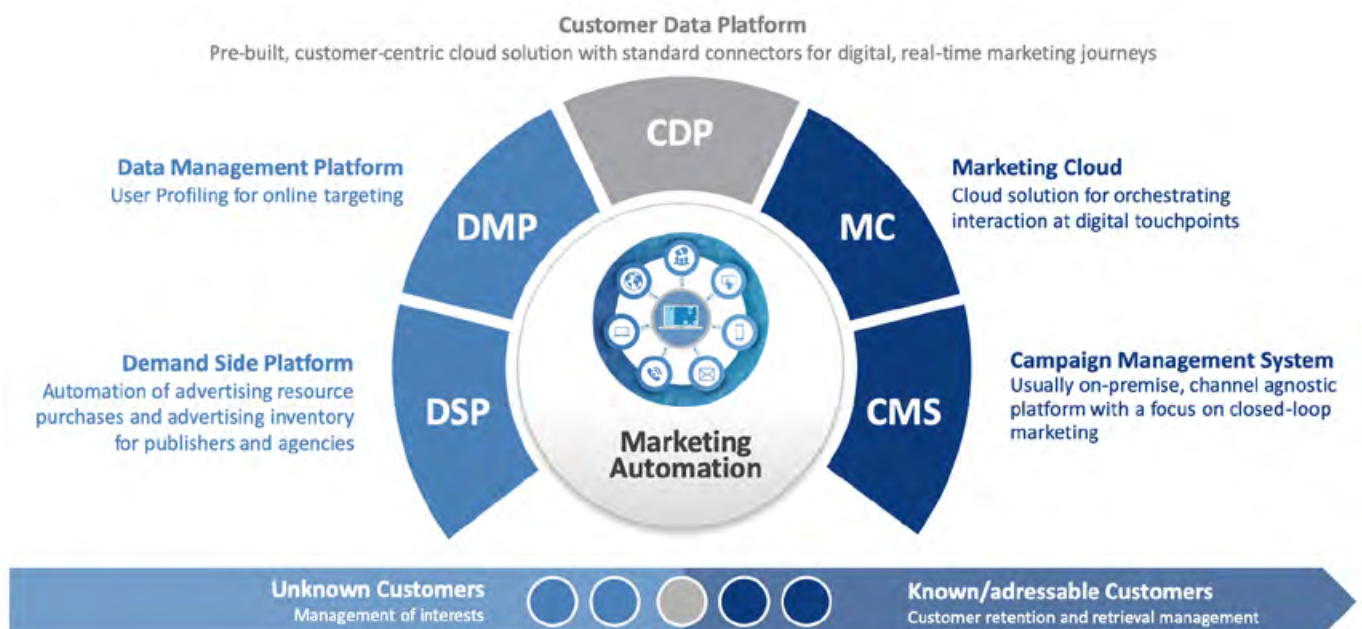 Customer Data Platform
Pre-built, customer-centric cloud solution with standard connectors for digital, real-time marketing journeys
CDP
Data Management Platform
User Profiling for online targeting
DMP
MC
Marketing Cloud
Cloud solution for orchestrating
interaction at digital touchpoints
Demand Side Platform
Automation of advertising resource
purchases and advertising inventory
for publishers and agencies
DSP
Marketing
Automation
CMS
Campaign Management System
Usually on-premise, channel agnostic
platform with a focus on closed-loop
marketing
Unknown Customers
Management of interests
Known/adressable Customers
Customer retention and retrieval management